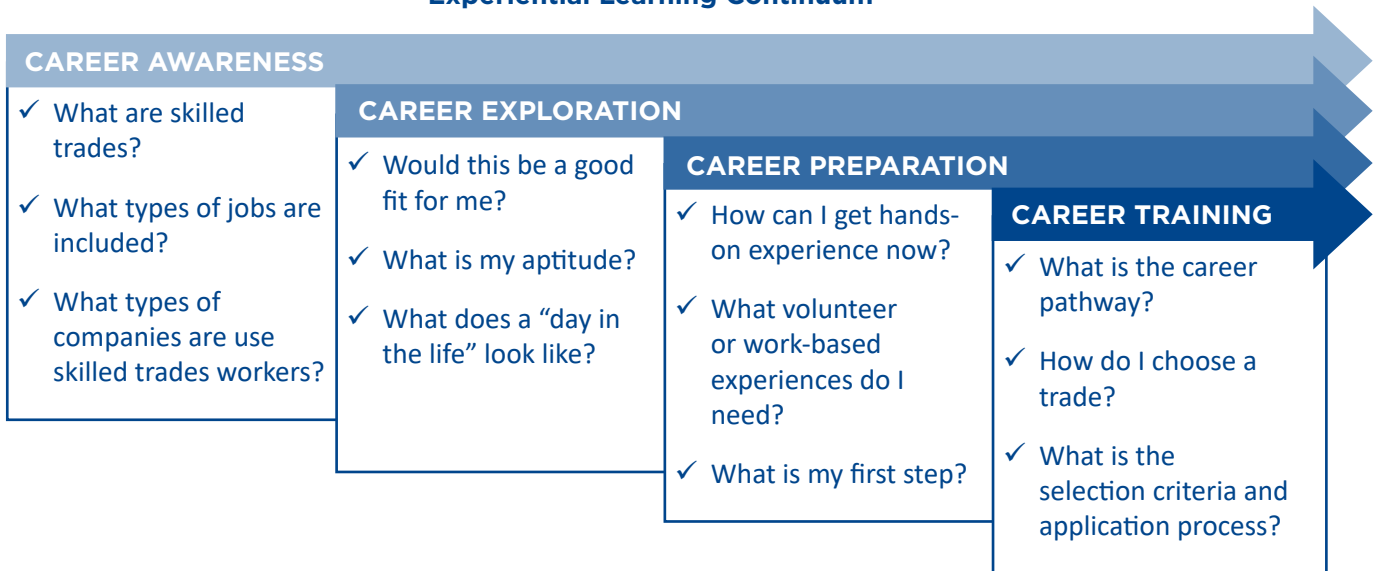 Experiential Learning Continuum
CAREER AWARENESS
✓ What are skilled
trades?
✓ What types of jobs are
included?
✓ What types of
companies are use
skilled trades workers?
CAREER EXPLORATION
✓ Would this be a good
fit for me?
✓ What is my aptitude?
✓ What does a “day in
the life” look like?
CAREER PREPARATION
✓ How can I get hands-
on experience now?
✓ What volunteer
or work-based
experiences do I
need?
✓ What is my first step?
CAREER TRAINING
✓ What is the career
pathway?
✓ How do I choose a
trade?
✓ What is the
selection criteria and
application process?